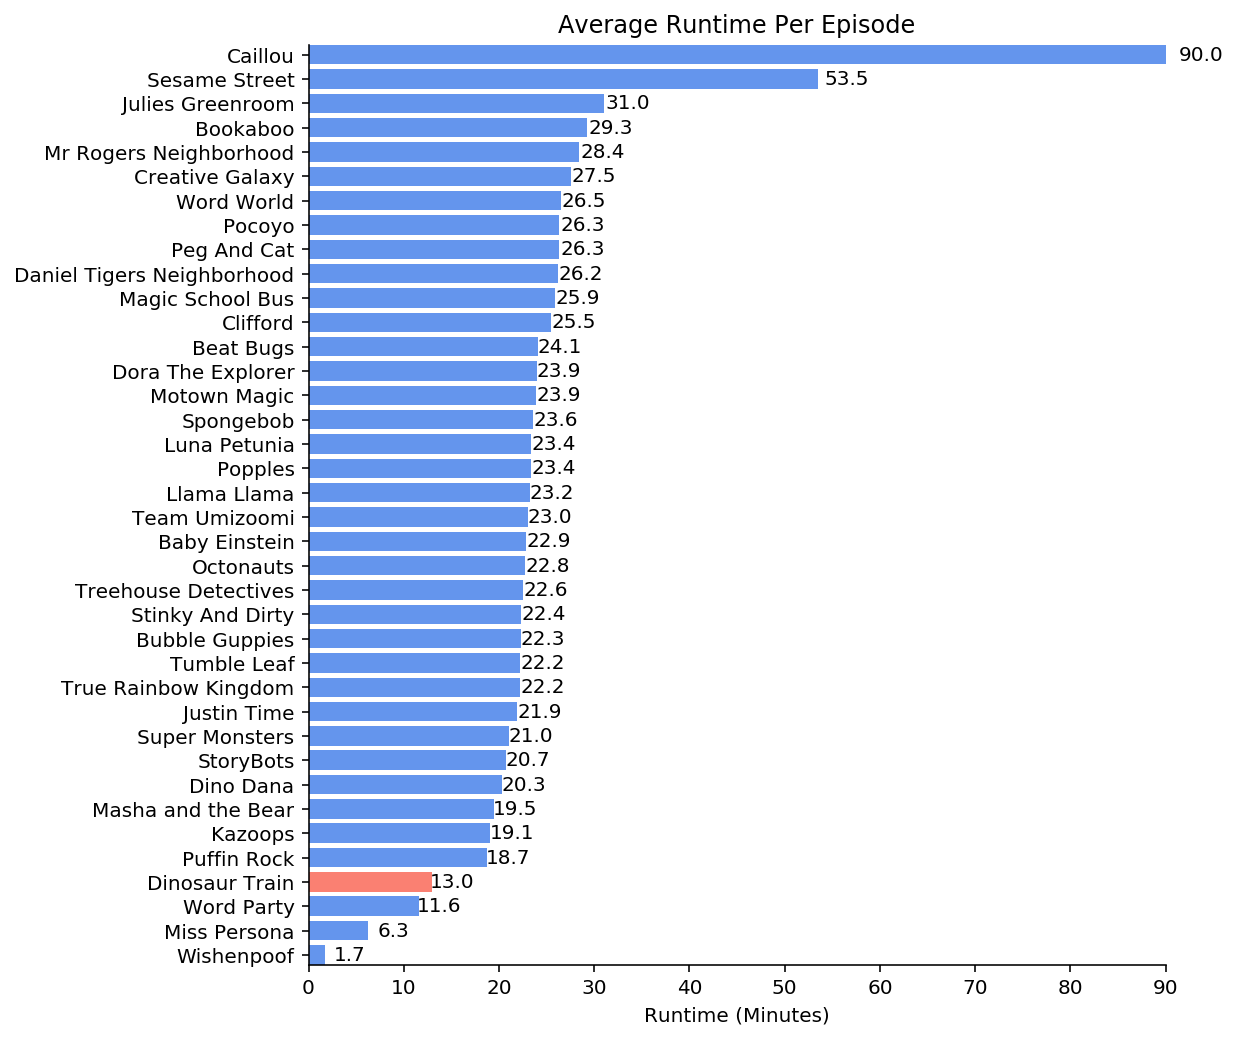 Average Runtime Per Episode
Caillou 90.0
Sesame Street 53.5
Julies Greenroom 31.0
Bookaboo 29.3
Mr Rogers Neighborhood 28.4
Creative Galaxy 27.5
Word World 26.5
Pocoyo 26.3
Peg And Cat 26.3
Daniel Tigers Neighborhood 26.2
Magic School Bus 25.9
Clifford 25.5
Beat Bugs 24.1
Dora The Explorer 23.9
Motown Magic 23.9
Spongebob 23.6
Luna Petunia 23.4
Popples 23.4
Llama Llama 23.2
Team Umizoomi 23.0
Baby Einstein 22.9
Octonauts 22.8
Treehouse Detectives 22.6
Stinky And Dirty 22.4
Bubble Guppies 22.3
Tumble Leaf 22.2
True Rainbow Kingdom 22.2
Justin Time 21.9
Super Monsters 21.0
StoryBots 20.7
Dino Dana 20.3
Masha and the Bear 19.5
Kazoops 19.1
Puffin Rock 18.7
Dinosaur Train 13.0
Word Party 11.6
Miss Persona 6.3
Wishenpoof 1.7
0 10 20 30 40 50 60 70 80 90
Runtime (Minutes)